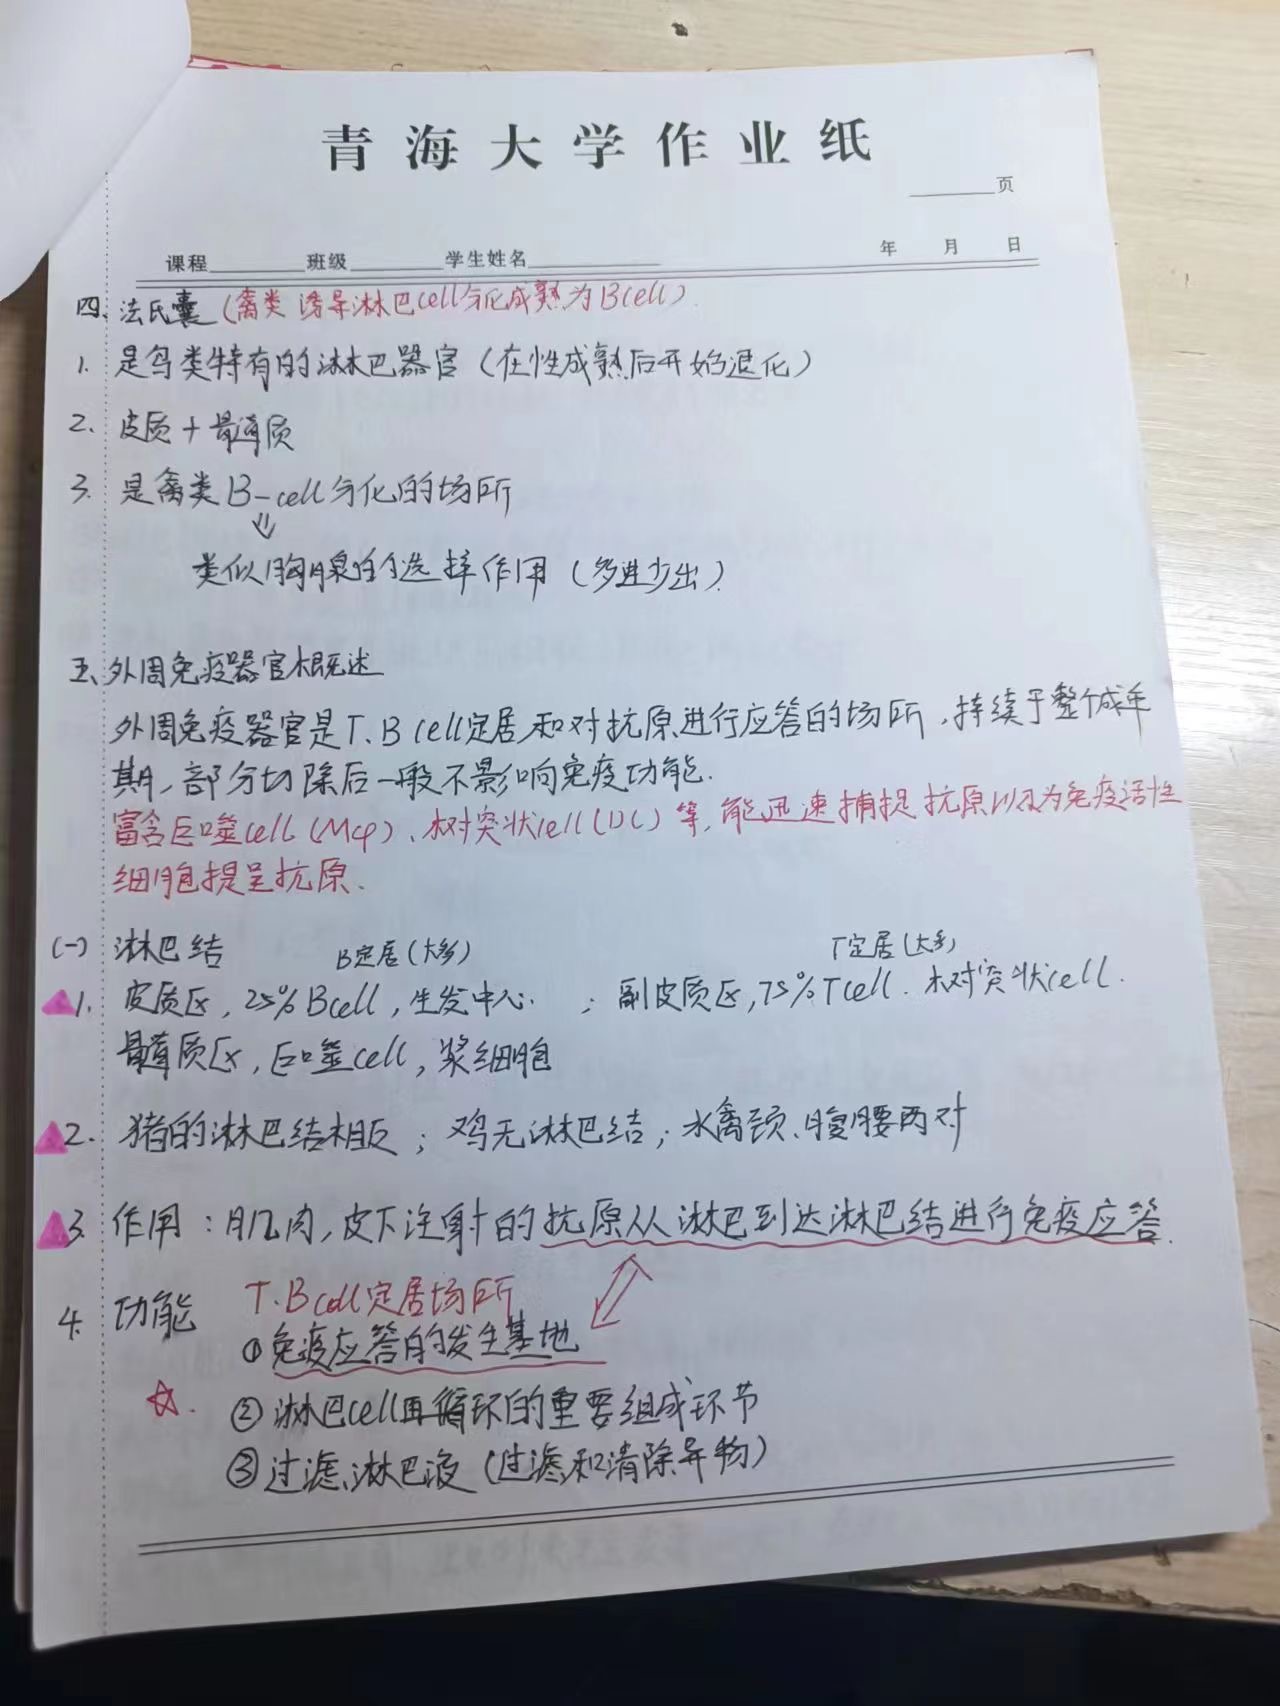 青海大学作业纸
页
课程 班级 学生姓名 年 月 日
四、法氏囊（禽类 诱导淋巴cell分化成熟为Bcell）.
1. 是鸟类特有的淋巴器官（在性成熟后开始退化）
2. 皮质+髓质
3. 是禽类B-cell分化的场所
⇓
类似胸腺的选择作用（多进少出）.
五、外周免疫器官概述
外周免疫器官是T.B cell定居和对抗原进行应答的场所，持续于整个成年
期，部分切除后一般不影响免疫功能.
富含巨噬cell（Mφ）、树突状cell（DC）等，能迅速捕捉抗原以及为免疫活性
细胞提呈抗原.
(一) 淋巴结 B定居（大多） T定居（大多）
1. 皮质区，25%Bcell，生发中心. ；副皮质区，75%Tcell. 树突状cell.
髓质区，巨噬cell，浆细胞
2. 猪的淋巴结相反；鸡无淋巴结；水禽颈、腹腰两对
3. 作用：肌肉，皮下注射的抗原从淋巴到达淋巴结进行免疫应答.
4. 功能 T.Bcell定居场所
①免疫应答的发生基地
☆. ②淋巴cell再循环的重要组成环节
③过滤淋巴液（过滤和清除异物）